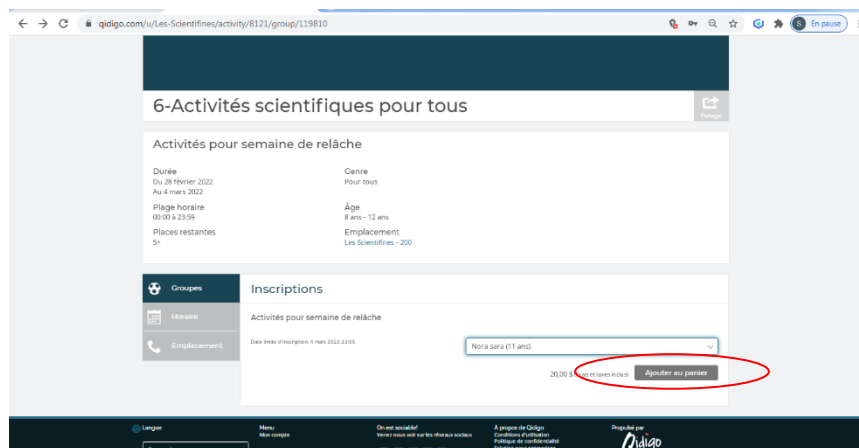 qidigo.com/u/Les-Scientifines/activity/8121/group/119810
S En pause
6-Activités scientifiques pour tous
Partager
Activités pour semaine de relâche
Durée
Du 28 février 2022
Au 4 mars 2022
Genre
Pour tous
Plage horaire
00:00 à 23:59
Âge
8 ans - 12 ans
Places restantes
5+
Emplacement
Les Scientifines - 200
Groupes
Horaire
Emplacement
Inscriptions
Activités pour semaine de relâche
Date limite d'inscription: 4 mars 2022 23:59.
Nora sara (11 ans)
20,00 $ (frais et taxes inclus)
Ajouter au panier
Langue
Menu
Mon compte
On est sociable!
Venez nous voir sur les réseaux sociaux
À propos de Qidigo
Conditions d'utilisation
Politique de confidentialité
Propulsé par
Qidigo